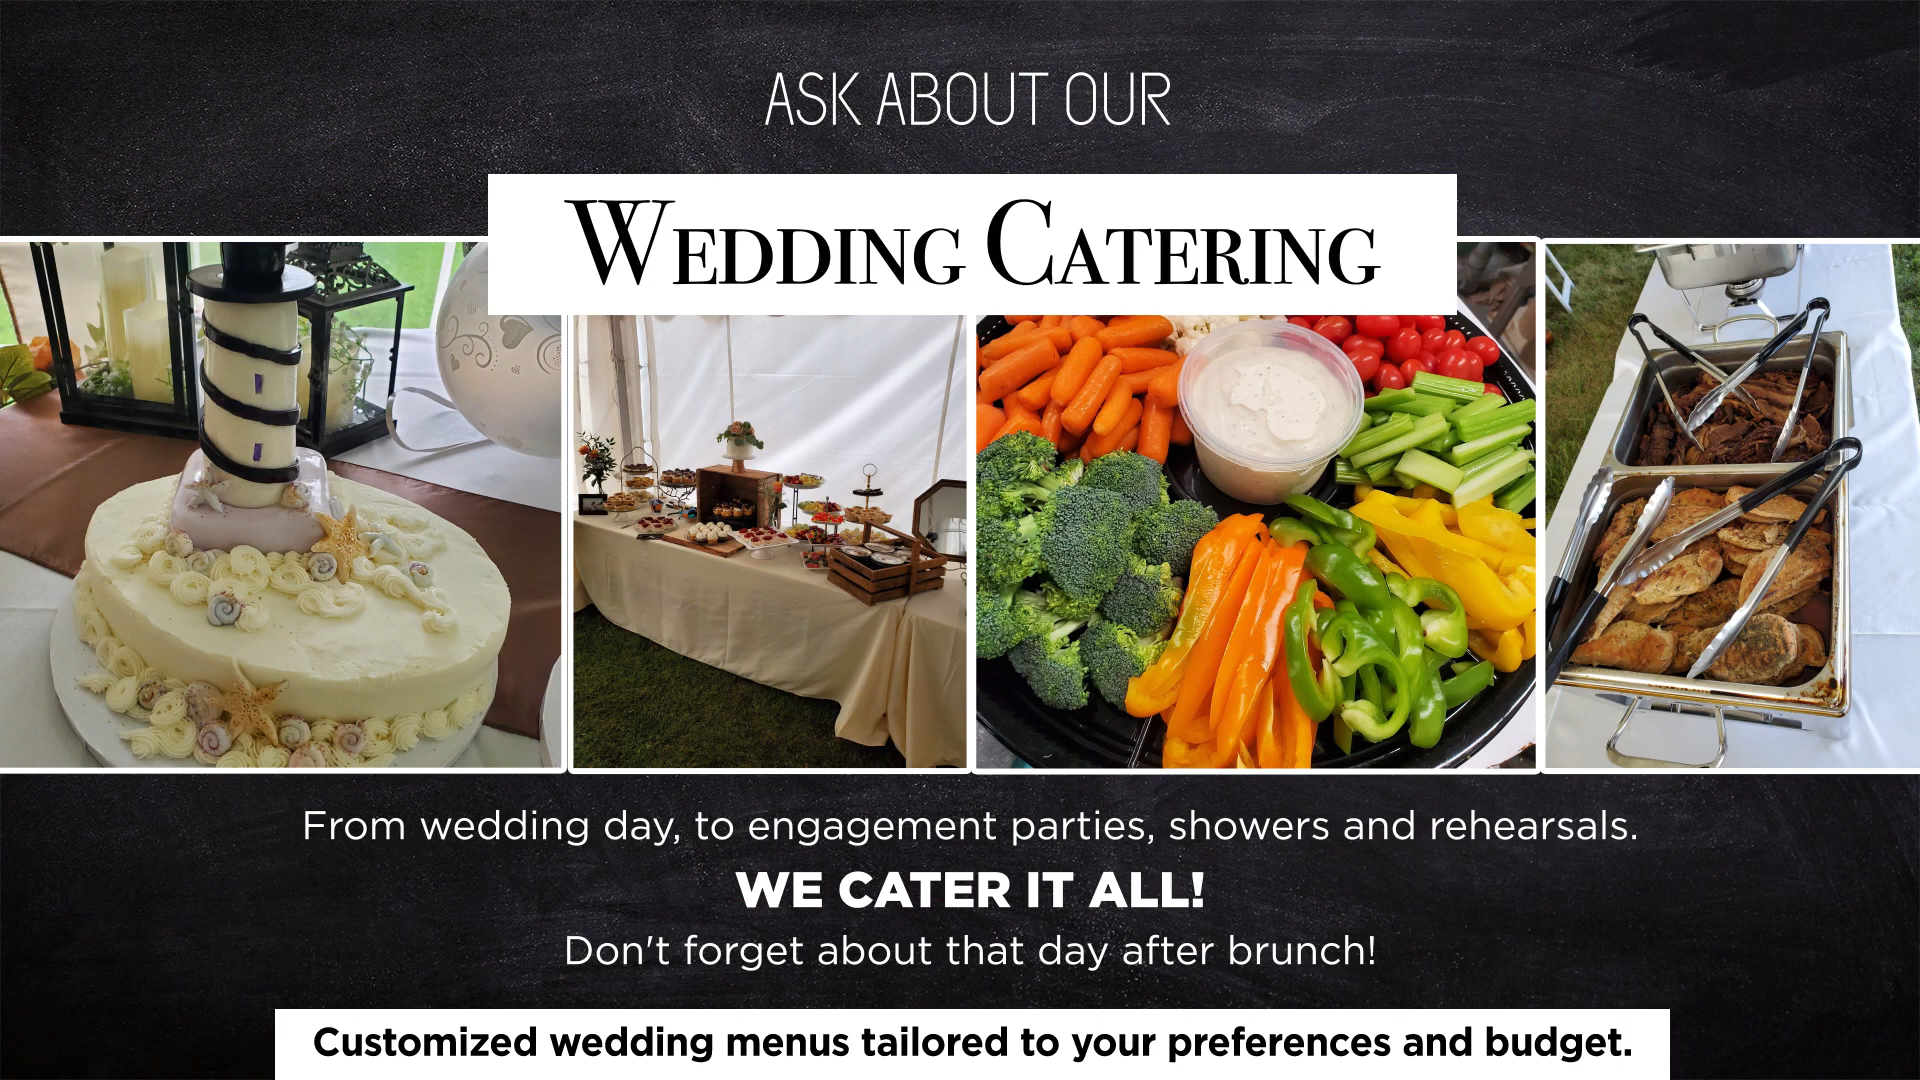 ASK ABOUT OUR
WEDDING CATERING
From wedding day, to engagement parties, showers and rehearsals.
WE CATER IT ALL!
Don't forget about that day after brunch!
Customized wedding menus tailored to your preferences and budget.